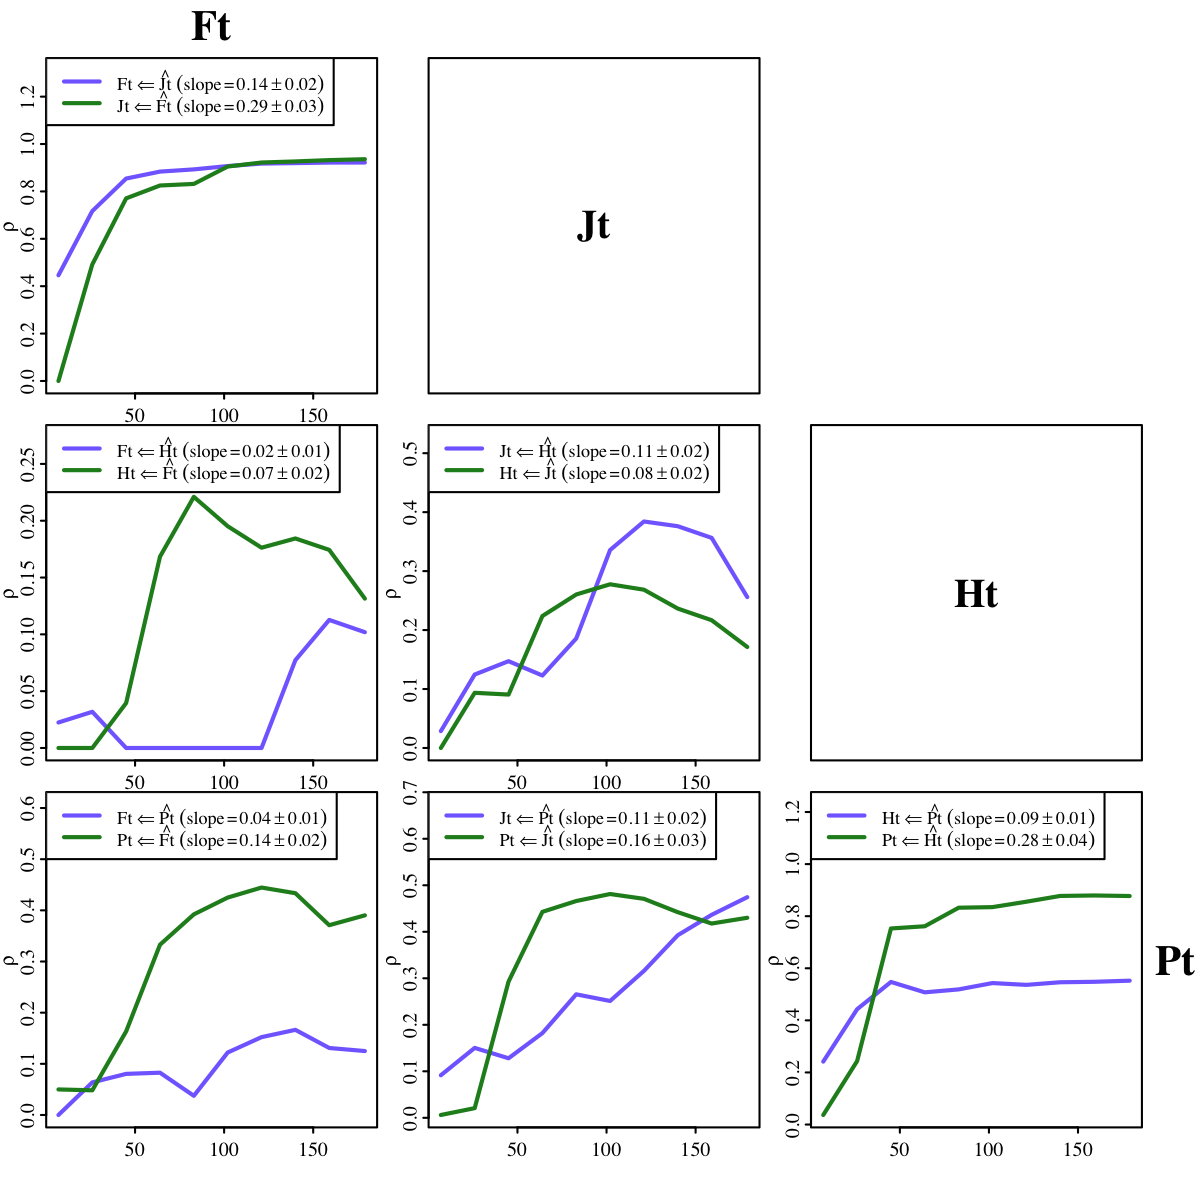 Ft
Ft ⇐ Ĵt (slope = 0.14 ± 0.02)
Jt ⇐ F̂t (slope = 0.29 ± 0.03)
ρ
0.0 0.2 0.4 0.6 0.8 1.0 1.2
50 100 150
Jt
Ft ⇐ Ĥt (slope = 0.02 ± 0.01)
Ht ⇐ F̂t (slope = 0.07 ± 0.02)
ρ
0.00 0.05 0.10 0.15 0.20 0.25
50 100 150
Jt ⇐ Ĥt (slope = 0.11 ± 0.02)
Ht ⇐ Ĵt (slope = 0.08 ± 0.02)
ρ
0.0 0.1 0.2 0.3 0.4 0.5
50 100 150
Ht
Ft ⇐ P̂t (slope = 0.04 ± 0.01)
Pt ⇐ F̂t (slope = 0.14 ± 0.02)
ρ
0.0 0.1 0.2 0.3 0.4 0.5 0.6
50 100 150
Jt ⇐ P̂t (slope = 0.11 ± 0.02)
Pt ⇐ Ĵt (slope = 0.16 ± 0.03)
ρ
0.0 0.1 0.2 0.3 0.4 0.5 0.6 0.7
50 100 150
Ht ⇐ P̂t (slope = 0.09 ± 0.01)
Pt ⇐ Ĥt (slope = 0.28 ± 0.04)
ρ
0.0 0.2 0.4 0.6 0.8 1.0 1.2
50 100 150
Pt